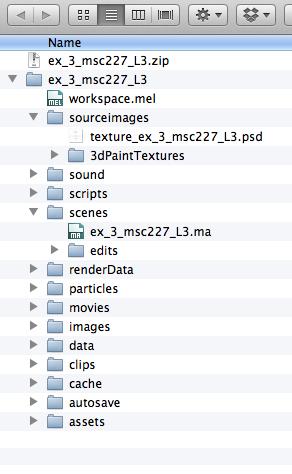 Name
ex_3_msc227_L3.zip
ex_3_msc227_L3
MEL workspace.mel
sourceimages
texture_ex_3_msc227_L3.psd
3dPaintTextures
sound
scripts
scenes
MA ex_3_msc227_L3.ma
edits
renderData
particles
movies
images
data
clips
cache
autosave
assets